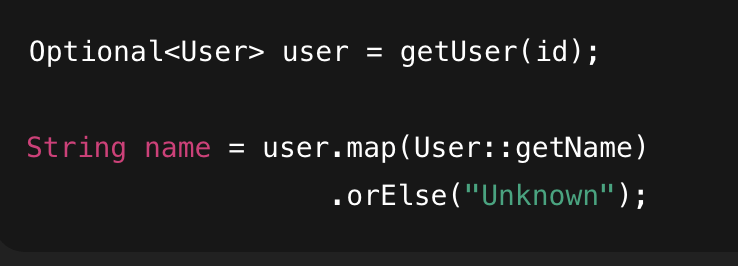 Optional<User> user = getUser(id);
String name = user.map(User::getName)
.orElse("Unknown");